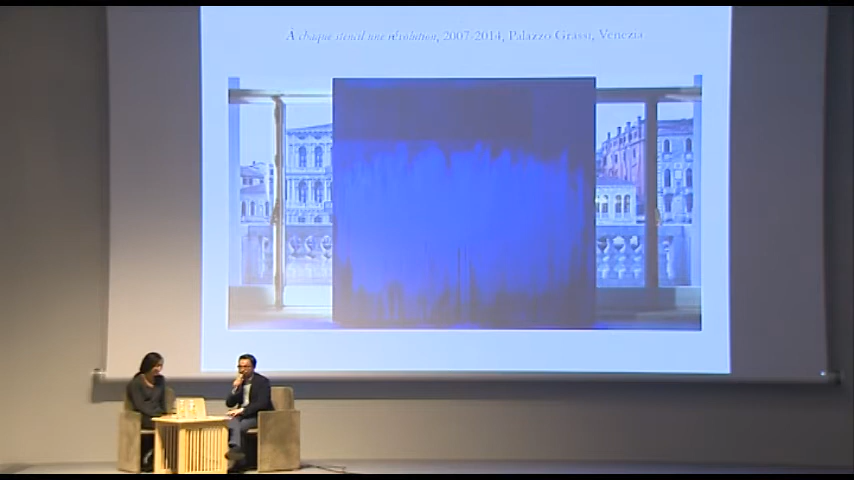 À chaque stencil une révolution, 2007-2014, Palazzo Grassi, Venezia